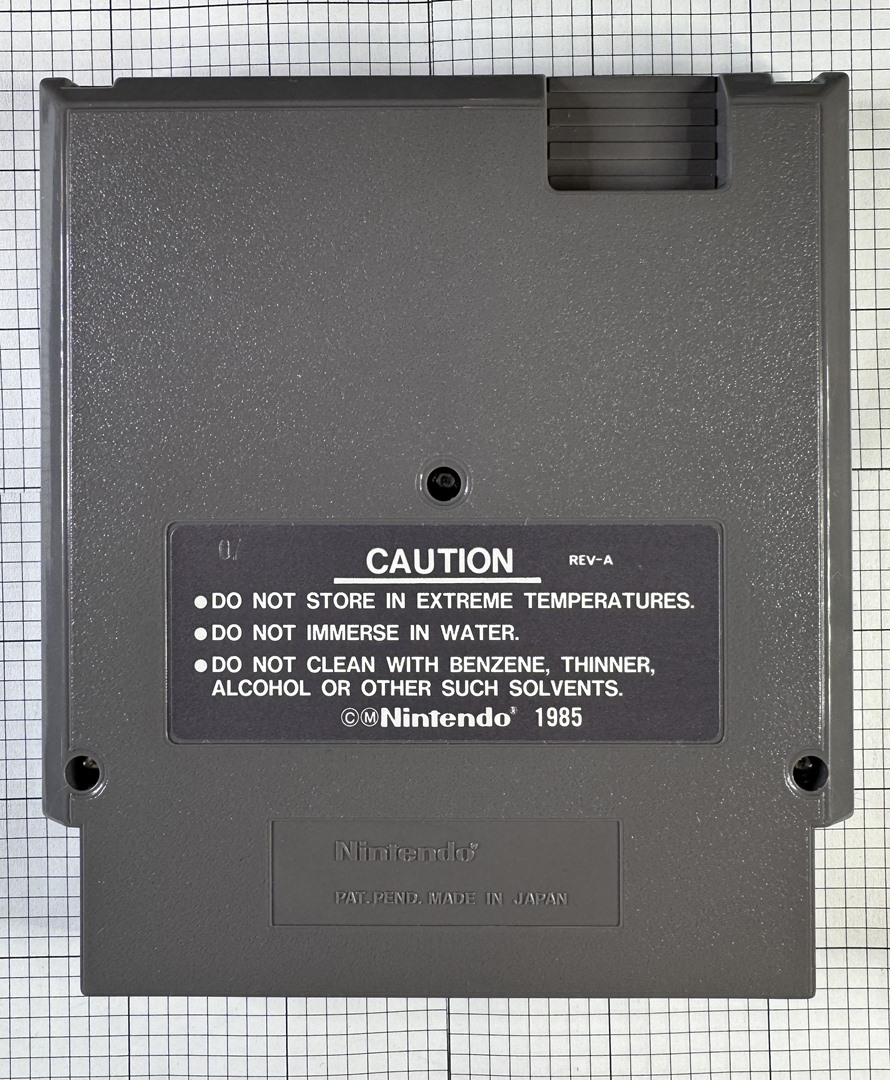 07
CAUTION REV-A
●DO NOT STORE IN EXTREME TEMPERATURES.
●DO NOT IMMERSE IN WATER.
●DO NOT CLEAN WITH BENZENE, THINNER,
ALCOHOL OR OTHER SUCH SOLVENTS.
©ⓂNintendo® 1985
Nintendo®
PAT. PEND. MADE IN JAPAN